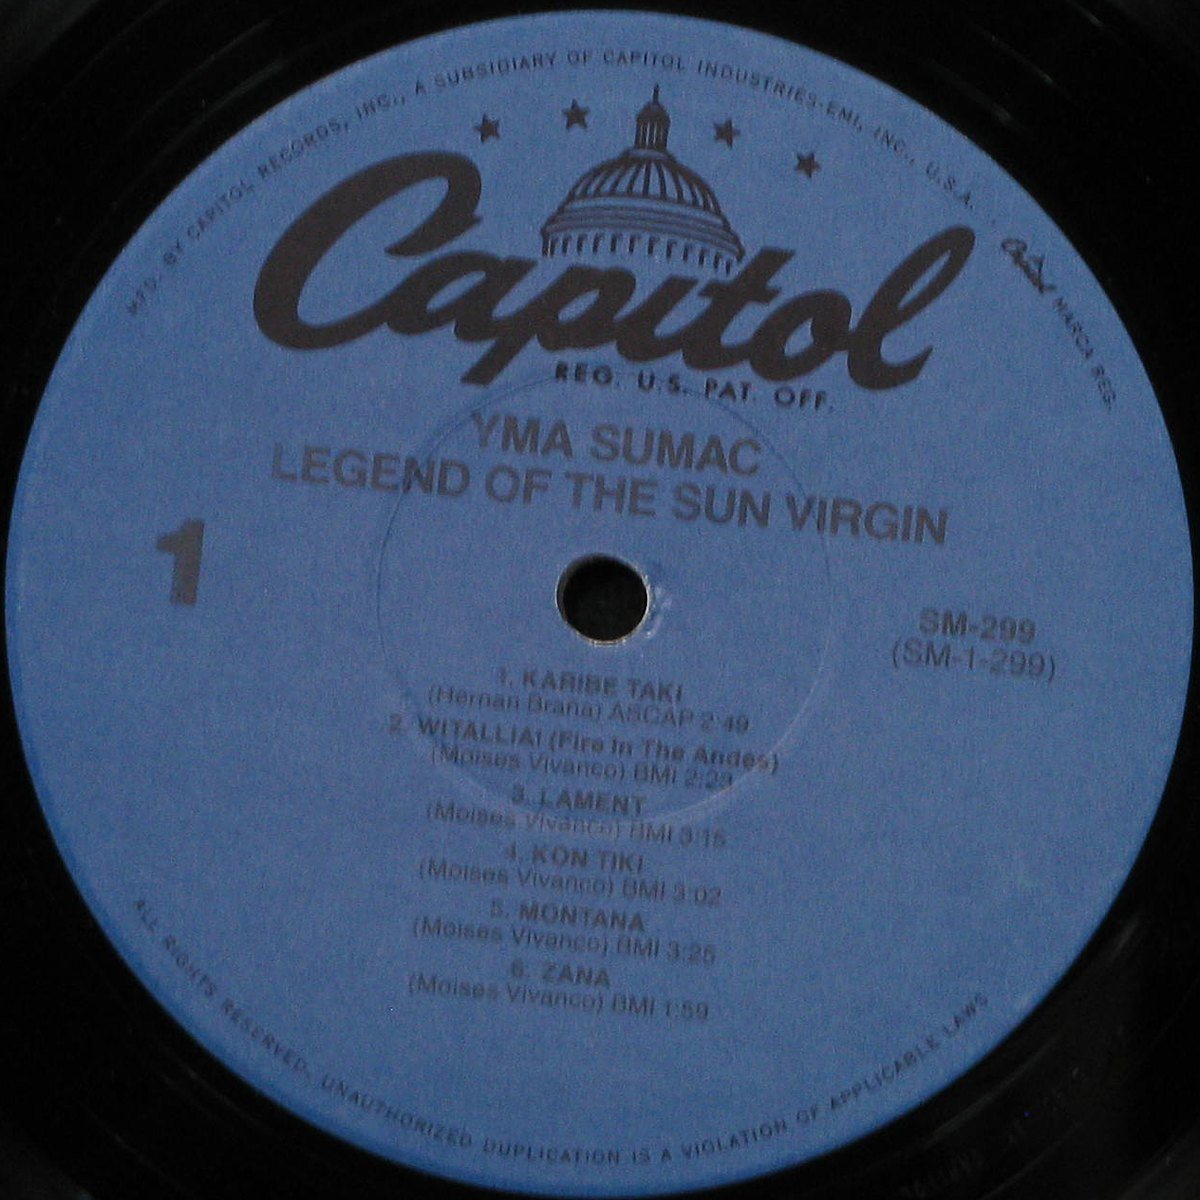 MFD. BY CAPITOL RECORDS, INC., A SUBSIDIARY OF CAPITOL INDUSTRIES-EMI, INC., U.S.A.
Capitol MARCA REG.
Capitol
REG. U.S. PAT. OFF.
YMA SUMAC
LEGEND OF THE SUN VIRGIN
1
SM-299
(SM-1-299)
1. KARIBE TAKI
(Hernan Brana) ASCAP 2:49
2. WITALLIA! (Fire In The Andes)
(Moises Vivanco) BMI 2:23
3. LAMENT
(Moises Vivanco) BMI 3:15
4. KON TIKI
(Moises Vivanco) BMI 3:02
5. MONTANA
(Moises Vivanco) BMI 3:25
6. ZANA
(Moises Vivanco) BMI 1:59
ALL RIGHTS RESERVED. UNAUTHORIZED DUPLICATION IS A VIOLATION OF APPLICABLE LAWS